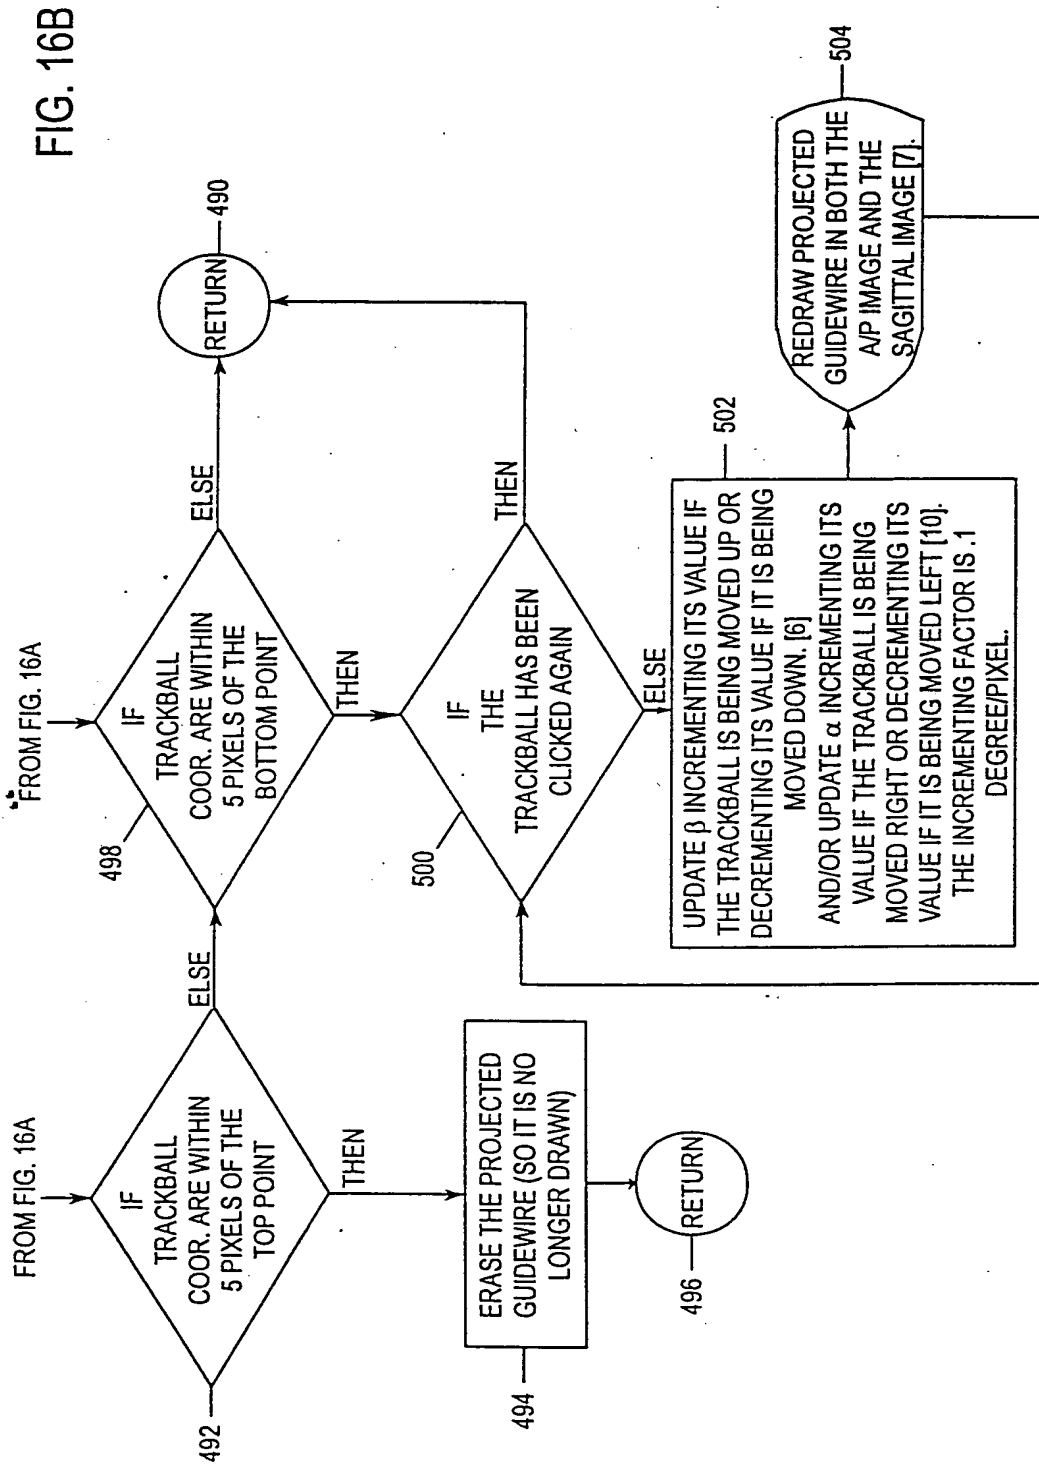 FIG. 16B
FROM FIG. 16A
IF
TRACKBALL
COOR. ARE WITHIN
5 PIXELS OF THE
TOP POINT
492
THEN
ELSE
ERASE THE PROJECTED
GUIDEWIRE (SO IT IS NO
LONGER DRAWN)
494
RETURN
496
FROM FIG. 16A
IF
TRACKBALL
COOR. ARE WITHIN
5 PIXELS OF THE
BOTTOM POINT
498
ELSE
THEN
RETURN
490
IF
THE
TRACKBALL HAS BEEN
CLICKED AGAIN
500
THEN
ELSE
UPDATE β INCREMENTING ITS VALUE IF
THE TRACKBALL IS BEING MOVED UP OR
DECREMENTING ITS VALUE IF IT IS BEING
MOVED DOWN. [6]
AND/OR UPDATE α INCREMENTING ITS
VALUE IF THE TRACKBALL IS BEING
MOVED RIGHT OR DECREMENTING ITS
VALUE IF IT IS BEING MOVED LEFT [10].
THE INCREMENTING FACTOR IS .1
DEGREE/PIXEL.
502
REDRAW PROJECTED
GUIDEWIRE IN BOTH THE
A/P IMAGE AND THE
SAGITTAL IMAGE [7].
504